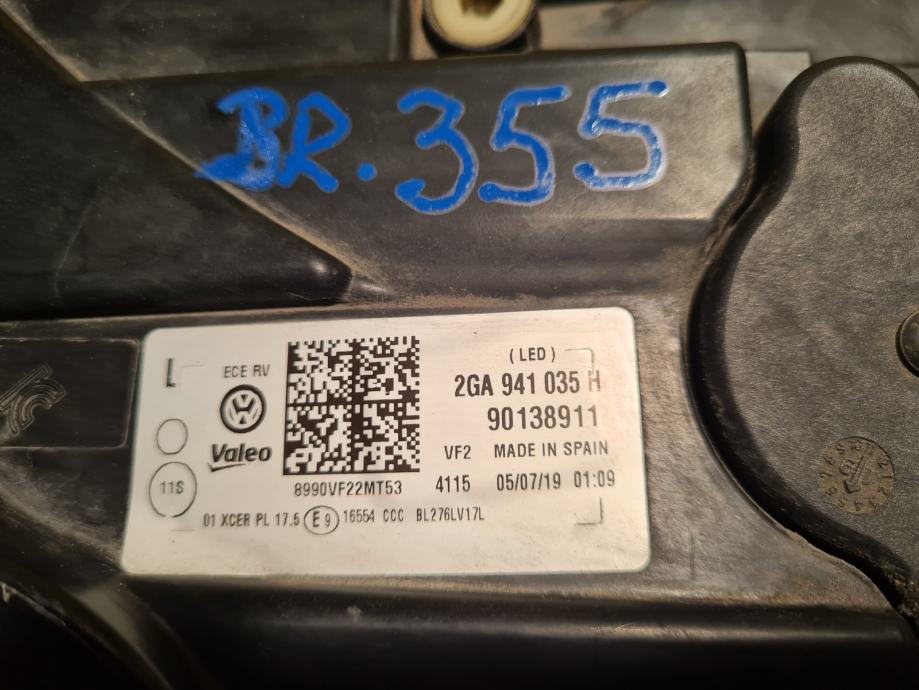 BR. 355
L
ECE RV
(LED)
2GA 941 035 H
90138911
Valeo
VF2 MADE IN SPAIN
8990VF22MT53 4115 05/07/19 01:09
11S
01 XCER PL 17.5 E9 16554 CCC BL276LV17L